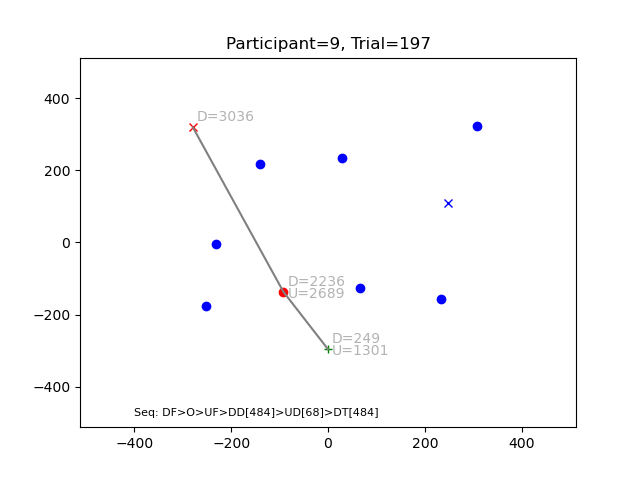 Participant=9, Trial=197
400
200
0
−200
−400
D=3036
D=2236
U=2689
D=249
U=1301
Seq: DF>O>UF>DD[484]>UD[68]>DT[484]
−400
−200
0
200
400